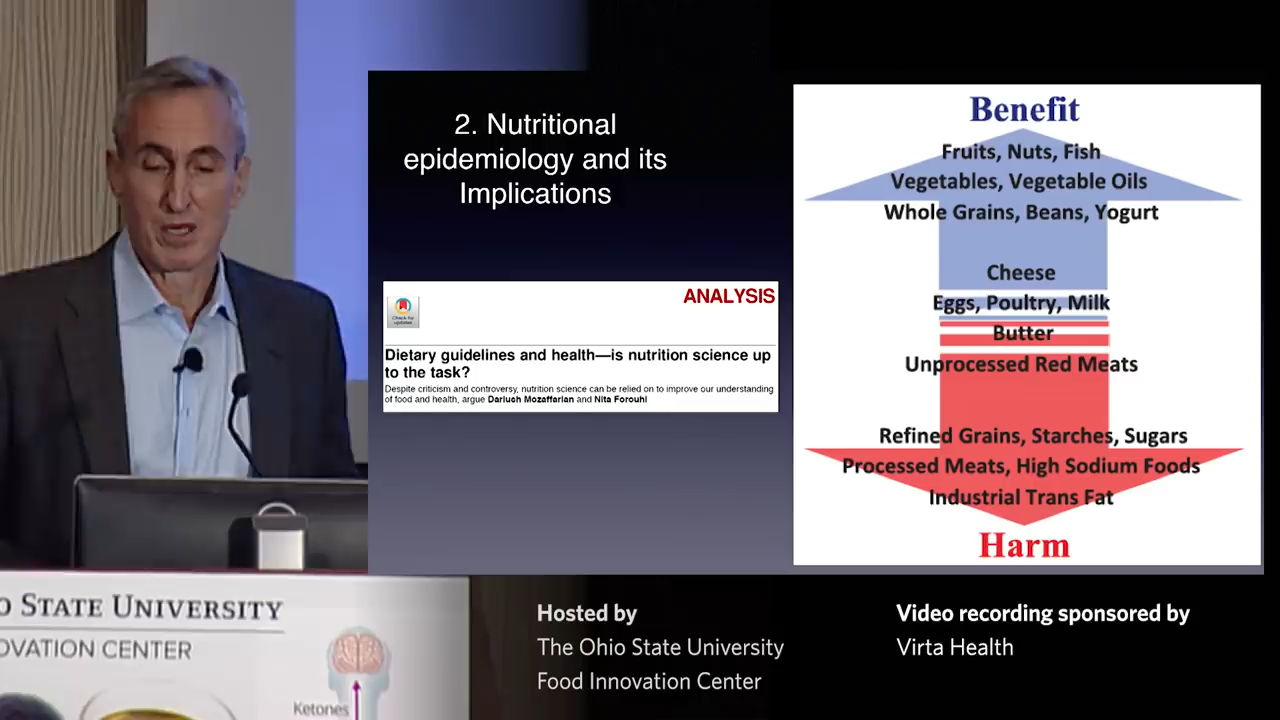 2. Nutritional
epidemiology and its
Implications
ANALYSIS
Check for
updates
Dietary guidelines and health—is nutrition science up
to the task?
Despite criticism and controversy, nutrition science can be relied on to improve our understanding
of food and health, argue Dariush Mozaffarian and Nita Forouhi
Benefit
Fruits, Nuts, Fish
Vegetables, Vegetable Oils
Whole Grains, Beans, Yogurt
Cheese
Eggs, Poultry, Milk
Butter
Unprocessed Red Meats
Refined Grains, Starches, Sugars
Processed Meats, High Sodium Foods
Industrial Trans Fat
Harm
O STATE UNIVERSITY
OVATION CENTER
Ketones
Hosted by
The Ohio State University
Food Innovation Center
Video recording sponsored by
Virta Health